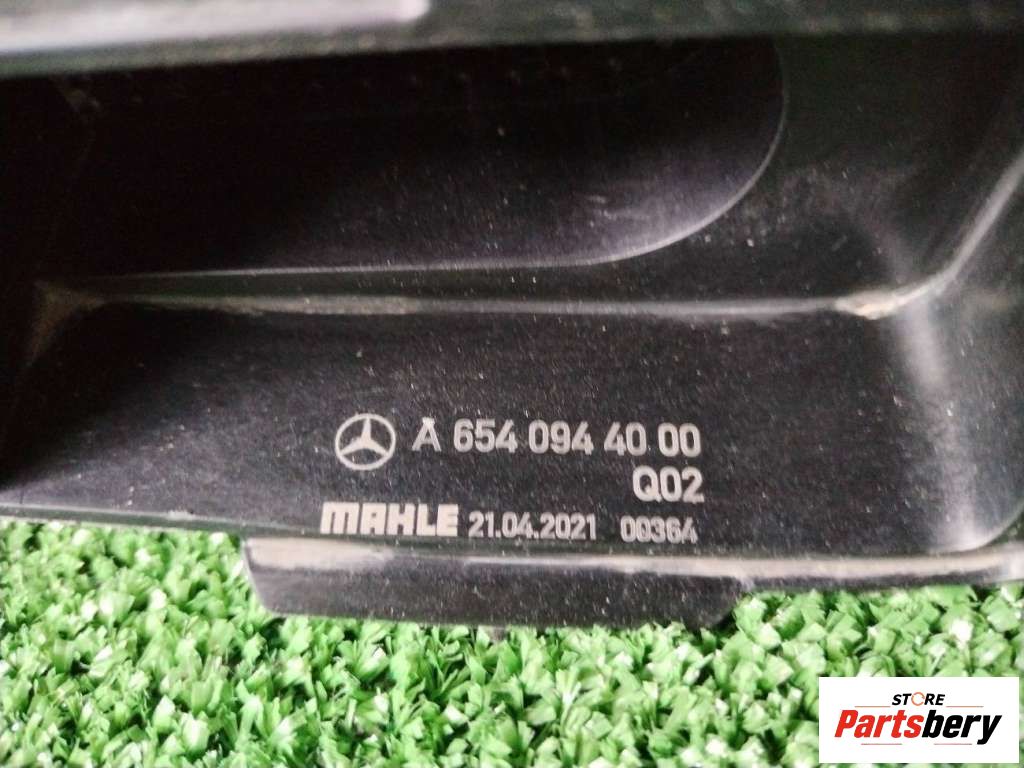 A 654 094 40 00
Q02
MAHLE 21.04.2021 00364
STORE
Partsbery